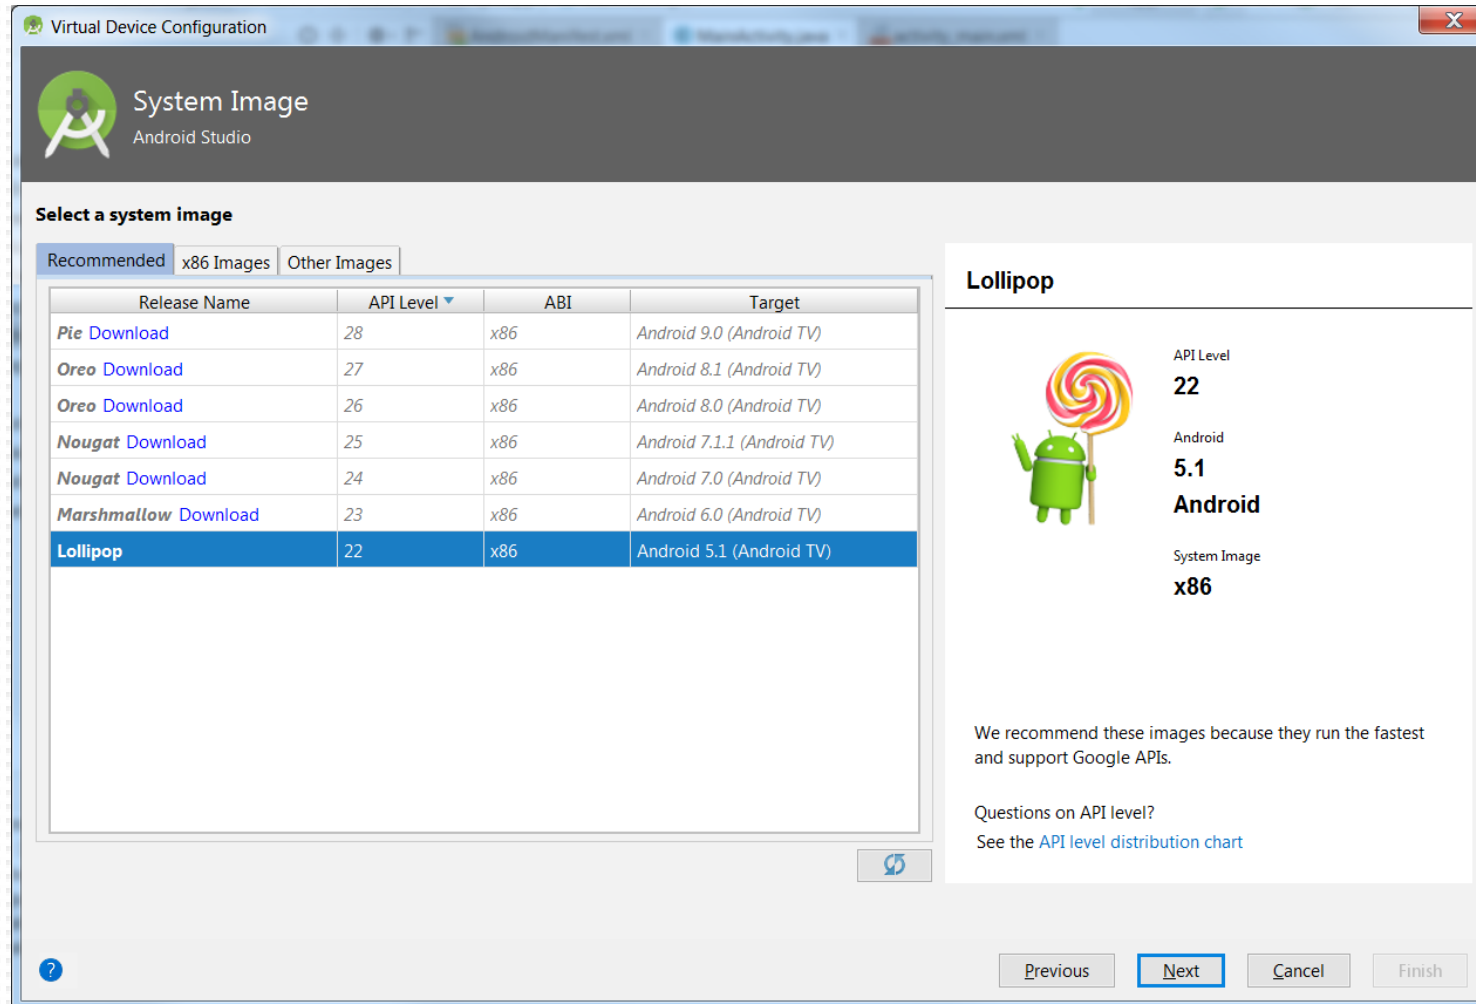 Virtual Device Configuration
MainActivity.java
System Image
Android Studio
Select a system image
Recommended x86 Images Other Images
Release Name API Level ABI Target
Pie Download 28 x86 Android 9.0 (Android TV)
Oreo Download 27 x86 Android 8.1 (Android TV)
Oreo Download 26 x86 Android 8.0 (Android TV)
Nougat Download 25 x86 Android 7.1.1 (Android TV)
Nougat Download 24 x86 Android 7.0 (Android TV)
Marshmallow Download 23 x86 Android 6.0 (Android TV)
Lollipop 22 x86 Android 5.1 (Android TV)
Lollipop
API Level
22
Android
5.1
Android
System Image
x86
We recommend these images because they run the fastest
and support Google APIs.
Questions on API level?
See the API level distribution chart
?
Previous Next Cancel Finish